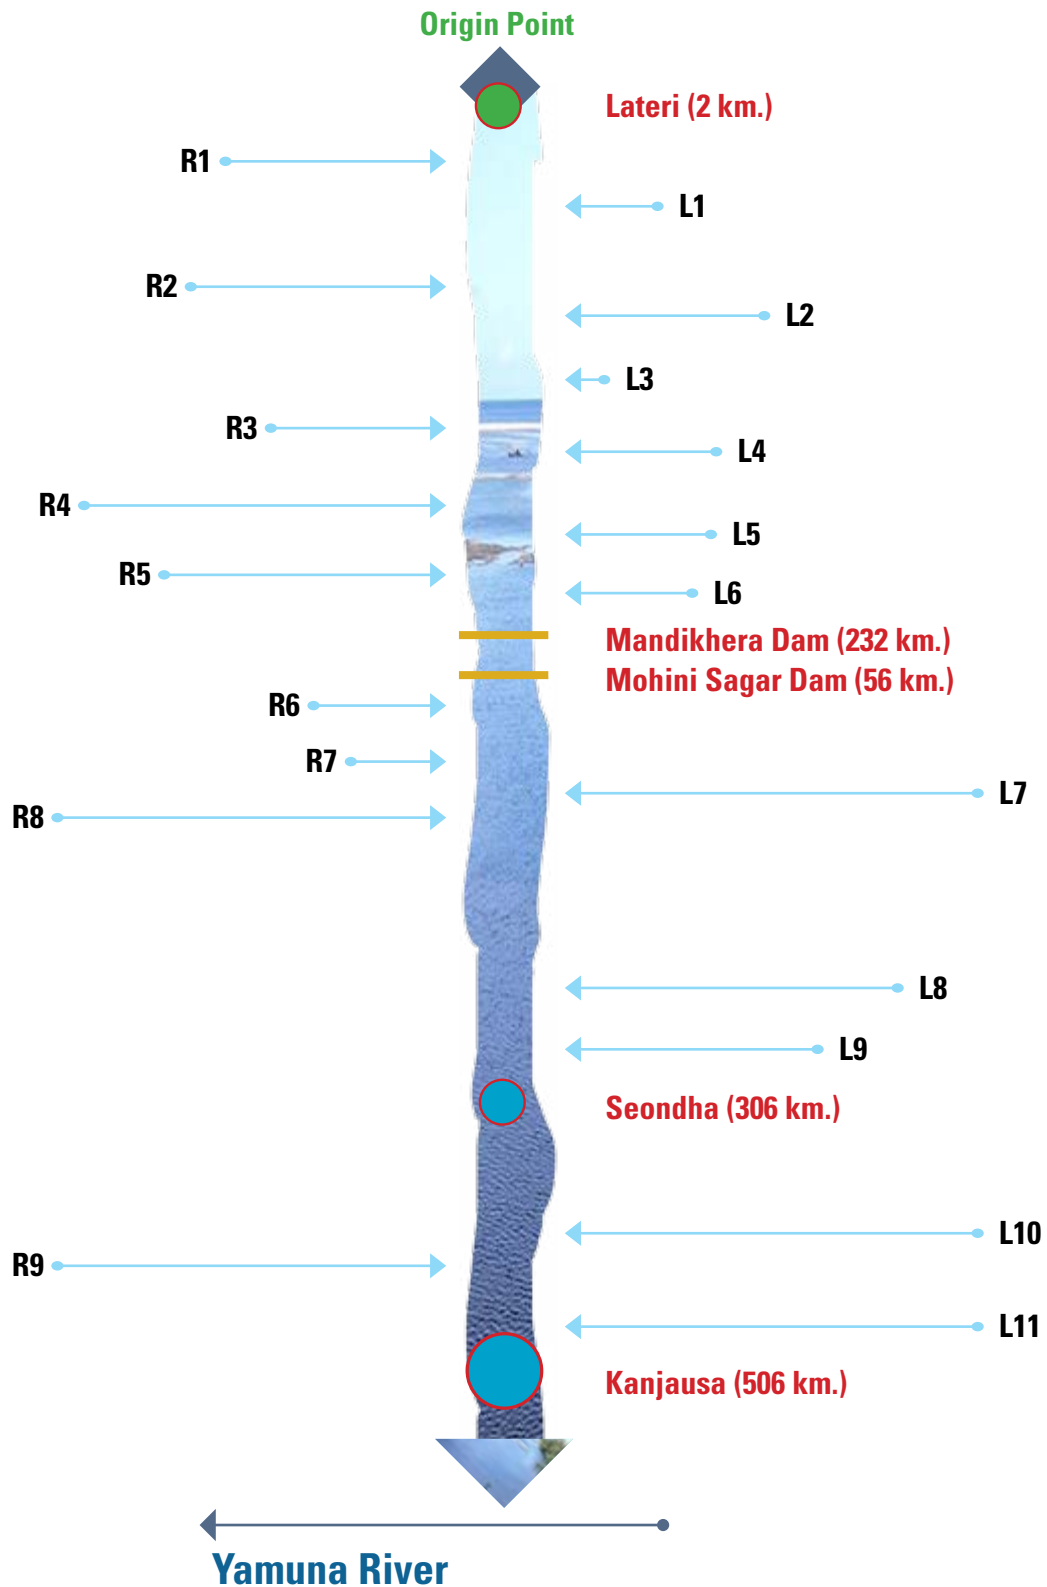 Origin Point
Lateri (2 km.)
R1
L1
R2
L2
L3
R3
L4
R4
L5
R5
L6
Mandikhera Dam (232 km.)
Mohini Sagar Dam (56 km.)
R6
R7
L7
R8
L8
L9
Seondha (306 km.)
L10
R9
L11
Kanjausa (506 km.)
Yamuna River